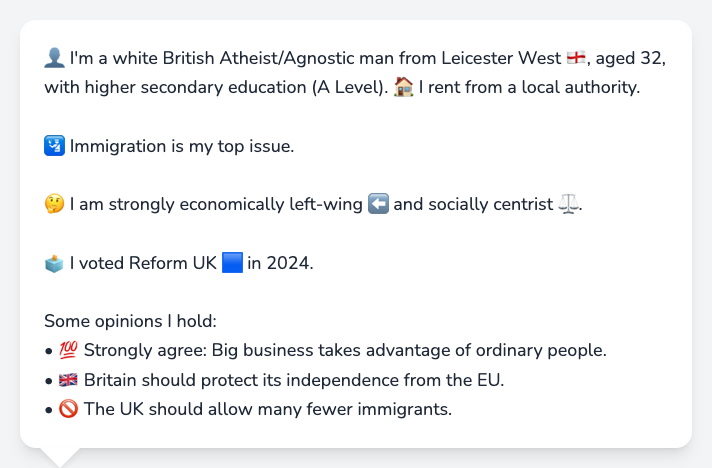 👤 I'm a white British Atheist/Agnostic man from Leicester West 🏴󠁧󠁢󠁥󠁮󠁧󠁿, aged 32,
with higher secondary education (A Level). 🏠 I rent from a local authority.
🛂 Immigration is my top issue.
🤔 I am strongly economically left-wing ⬅️ and socially centrist ⚖️.
🗳️ I voted Reform UK 🟦 in 2024.
Some opinions I hold:
• 💯 Strongly agree: Big business takes advantage of ordinary people.
• 🇬🇧 Britain should protect its independence from the EU.
• 🚫 The UK should allow many fewer immigrants.